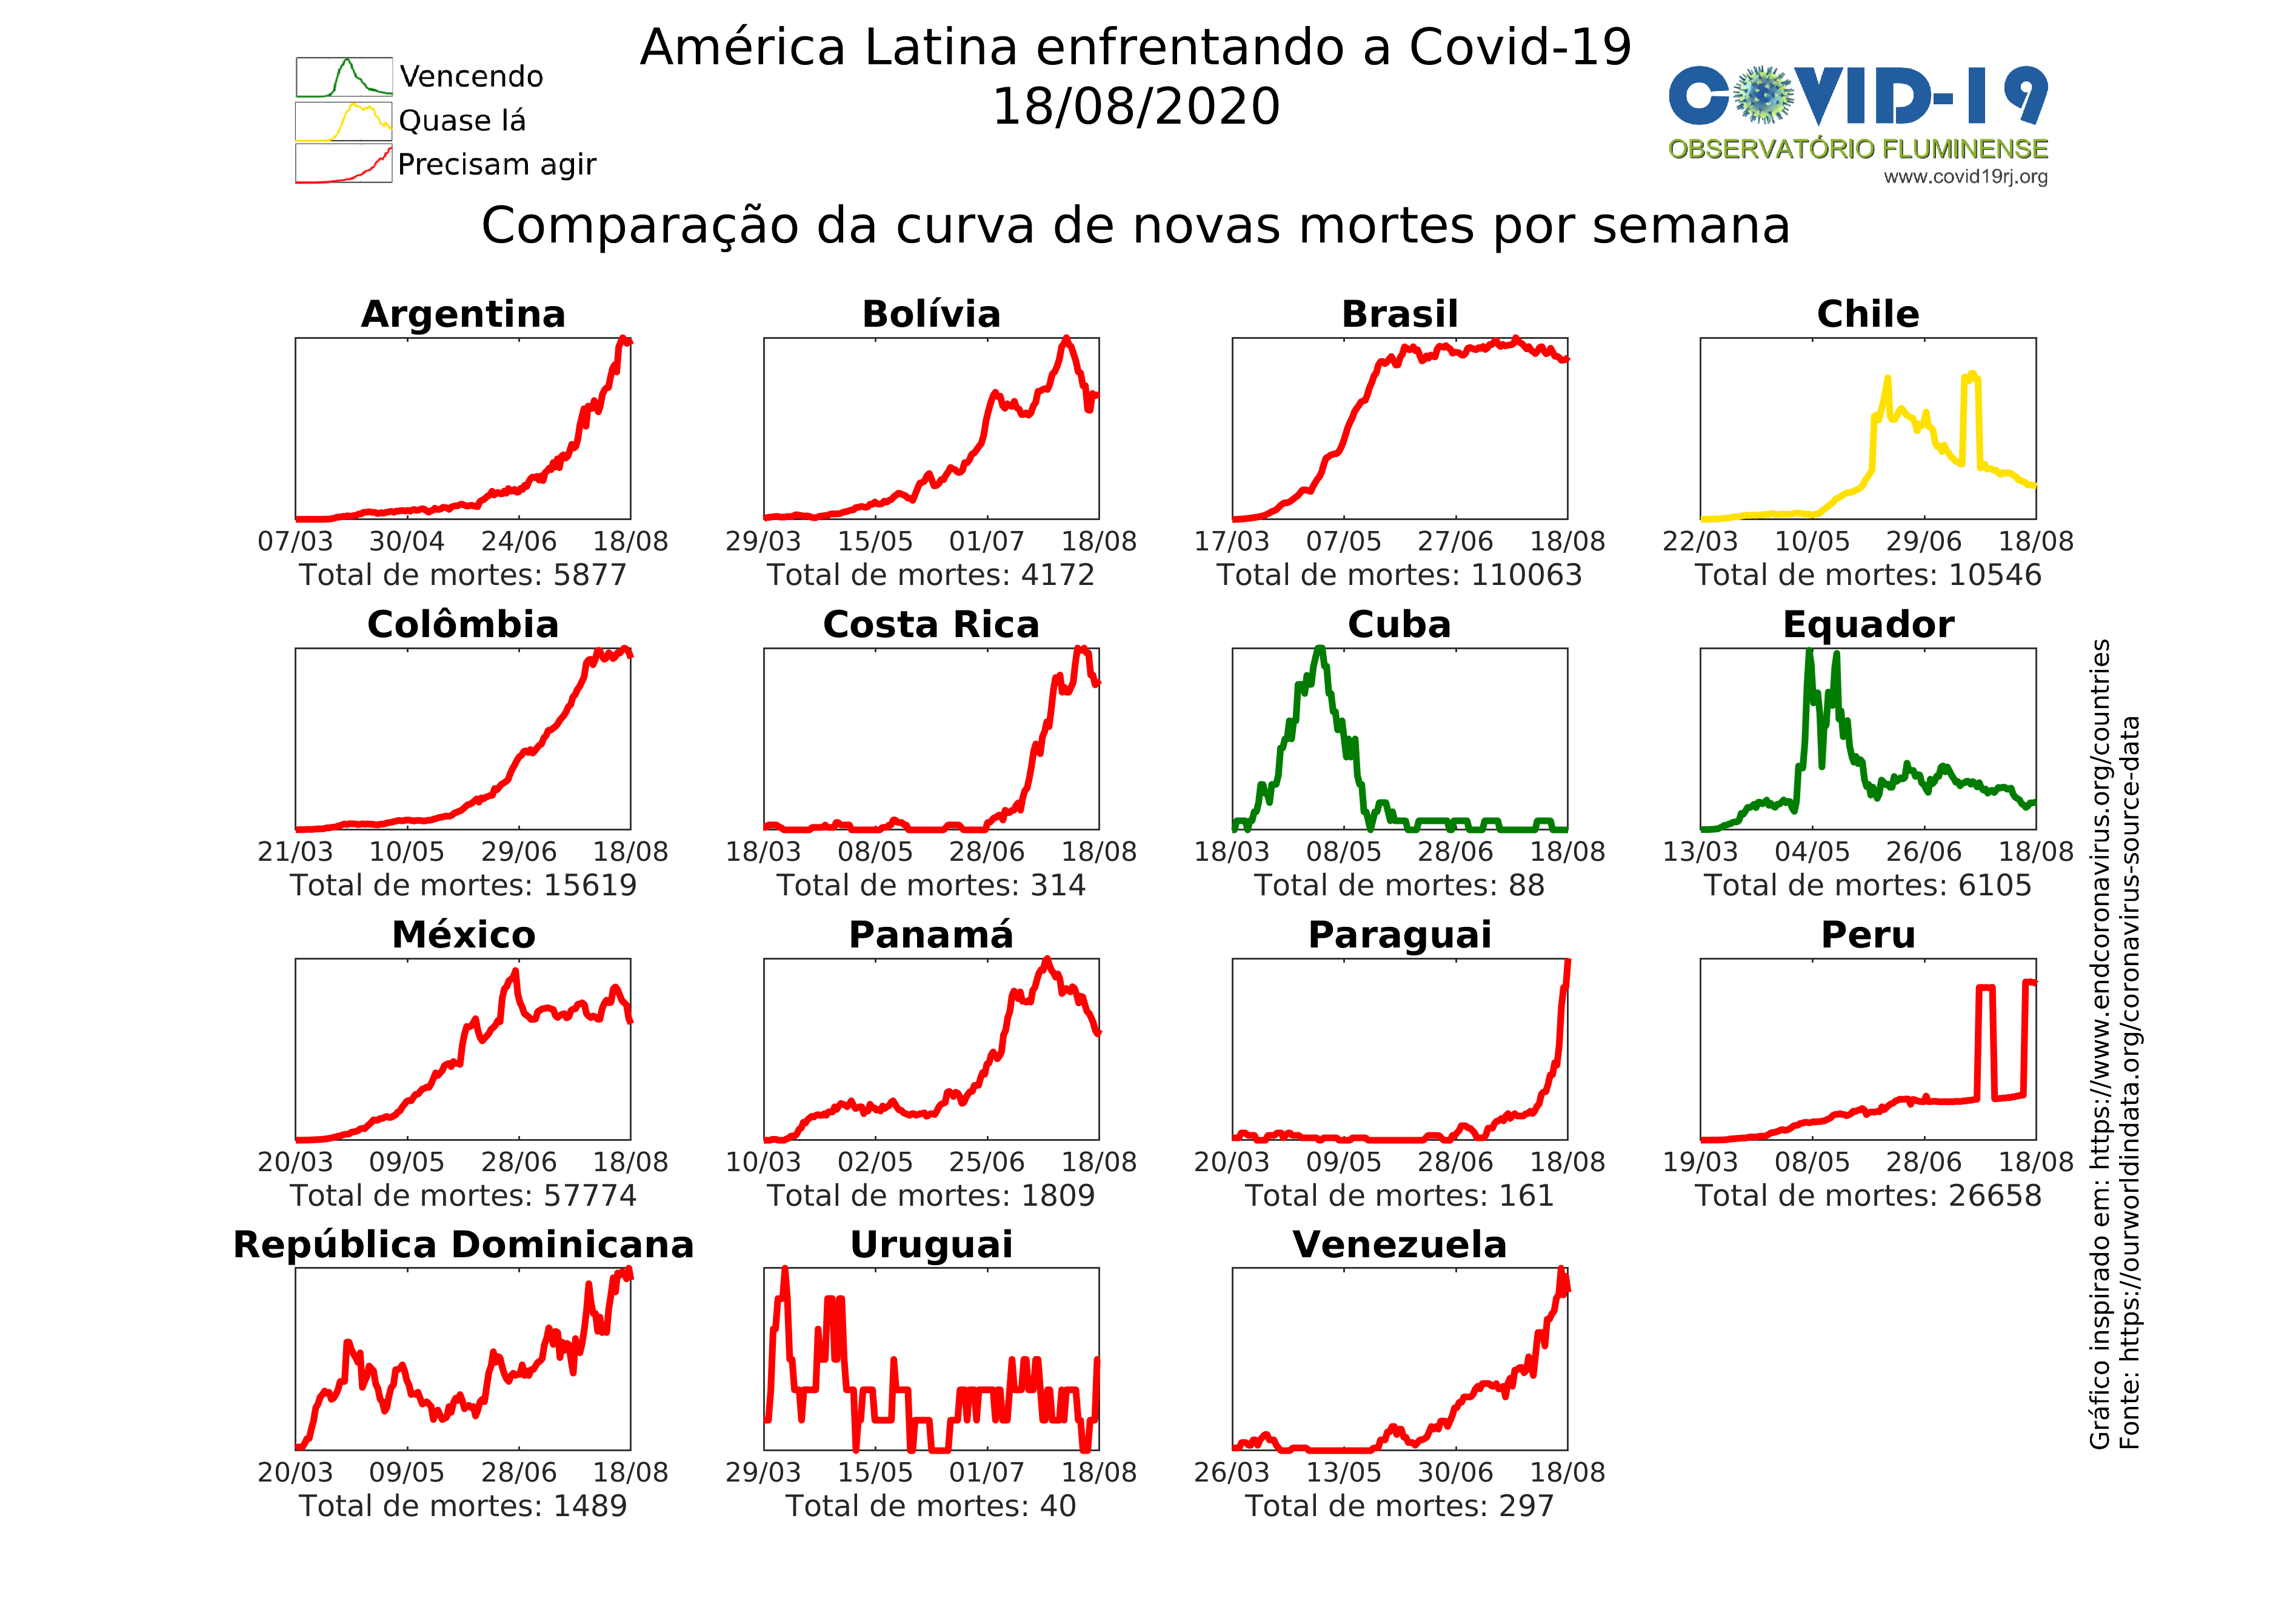 América Latina enfrentando a Covid-19
18/08/2020
Vencendo
Quase lá
Precisam agir
COVID-19
OBSERVATÓRIO FLUMINENSE
www.covid19rj.org
Comparação da curva de novas mortes por semana
Argentina
07/03 30/04 24/06 18/08
Total de mortes: 5877
Bolívia
29/03 15/05 01/07 18/08
Total de mortes: 4172
Brasil
17/03 07/05 27/06 18/08
Total de mortes: 110063
Chile
22/03 10/05 29/06 18/08
Total de mortes: 10546
Colômbia
21/03 10/05 29/06 18/08
Total de mortes: 15619
Costa Rica
18/03 08/05 28/06 18/08
Total de mortes: 314
Cuba
18/03 08/05 28/06 18/08
Total de mortes: 88
Equador
13/03 04/05 26/06 18/08
Total de mortes: 6105
México
20/03 09/05 28/06 18/08
Total de mortes: 57774
Panamá
10/03 02/05 25/06 18/08
Total de mortes: 1809
Paraguai
20/03 09/05 28/06 18/08
Total de mortes: 161
Peru
19/03 08/05 28/06 18/08
Total de mortes: 26658
República Dominicana
20/03 09/05 28/06 18/08
Total de mortes: 1489
Uruguai
29/03 15/05 01/07 18/08
Total de mortes: 40
Venezuela
26/03 13/05 30/06 18/08
Total de mortes: 297
Gráfico inspirado em: https://www.endcoronavirus.org/countries
Fonte: https://ourworldindata.org/coronavirus-source-data